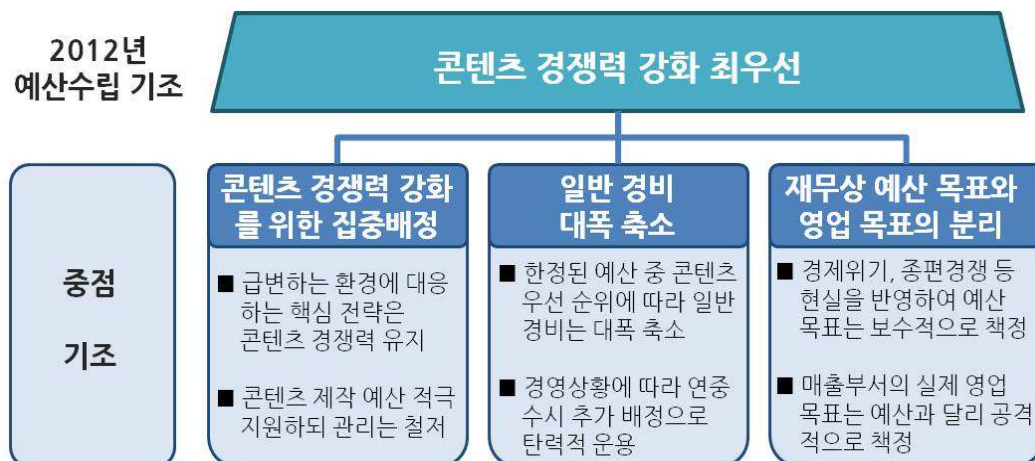 2012년
예산수립 기조
콘텐츠 경쟁력 강화 최우선
중점
기조
콘텐츠 경쟁력 강화
를 위한 집중배정
■ 급변하는 환경에 대응
하는 핵심 전략은
콘텐츠 경쟁력 유지
■ 콘텐츠 제작 예산 적극
지원하되 관리는 철저
일반 경비
대폭 축소
■ 한정된 예산 중 콘텐츠
우선 순위에 따라 일반
경비는 대폭 축소
■ 경영상황에 따라 연중
수시 추가 배정으로
탄력적 운용
재무상 예산 목표와
영업 목표의 분리
■ 경제위기, 종편경쟁 등
현실을 반영하여 예산
목표는 보수적으로 책정
■ 매출부서의 실제 영업
목표는 예산과 달리 공격
적으로 책정